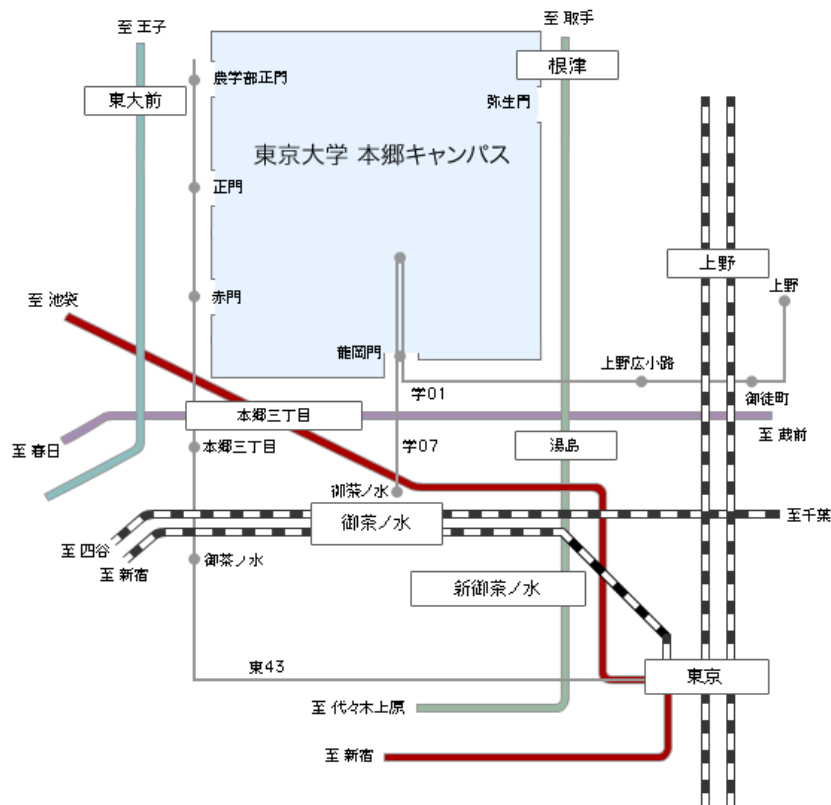 至 王子
至 取手
東大前
農学部正門
根津
弥生門
東京大学 本郷キャンパス
正門
上野
上野
赤門
至 池袋
龍岡門
上野広小路
御徒町
学01
本郷三丁目
至 春日
本郷三丁目
学07
湯島
至 蔵前
御茶ノ水
御茶ノ水
至千葉
至 四谷
至 新宿
御茶ノ水
新御茶ノ水
東43
東京
至 代々木上原
至 新宿